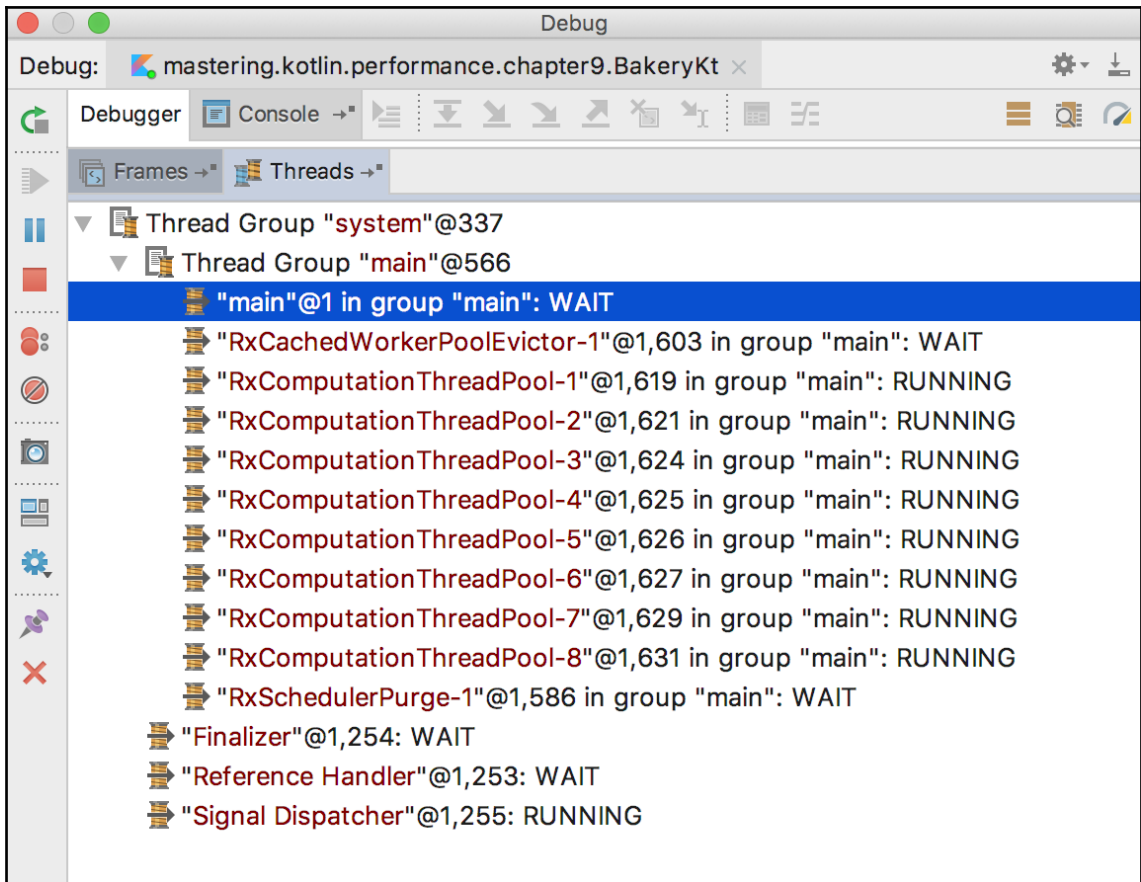 Debug
Debug: mastering.kotlin.performance.chapter9.BakeryKt
Debugger Console
Frames Threads
Thread Group "system"@337
Thread Group "main"@566
"main"@1 in group "main": WAIT
"RxCachedWorkerPoolEvictor-1"@1,603 in group "main": WAIT
"RxComputationThreadPool-1"@1,619 in group "main": RUNNING
"RxComputationThreadPool-2"@1,621 in group "main": RUNNING
"RxComputationThreadPool-3"@1,624 in group "main": RUNNING
"RxComputationThreadPool-4"@1,625 in group "main": RUNNING
"RxComputationThreadPool-5"@1,626 in group "main": RUNNING
"RxComputationThreadPool-6"@1,627 in group "main": RUNNING
"RxComputationThreadPool-7"@1,629 in group "main": RUNNING
"RxComputationThreadPool-8"@1,631 in group "main": RUNNING
"RxSchedulerPurge-1"@1,586 in group "main": WAIT
"Finalizer"@1,254: WAIT
"Reference Handler"@1,253: WAIT
"Signal Dispatcher"@1,255: RUNNING